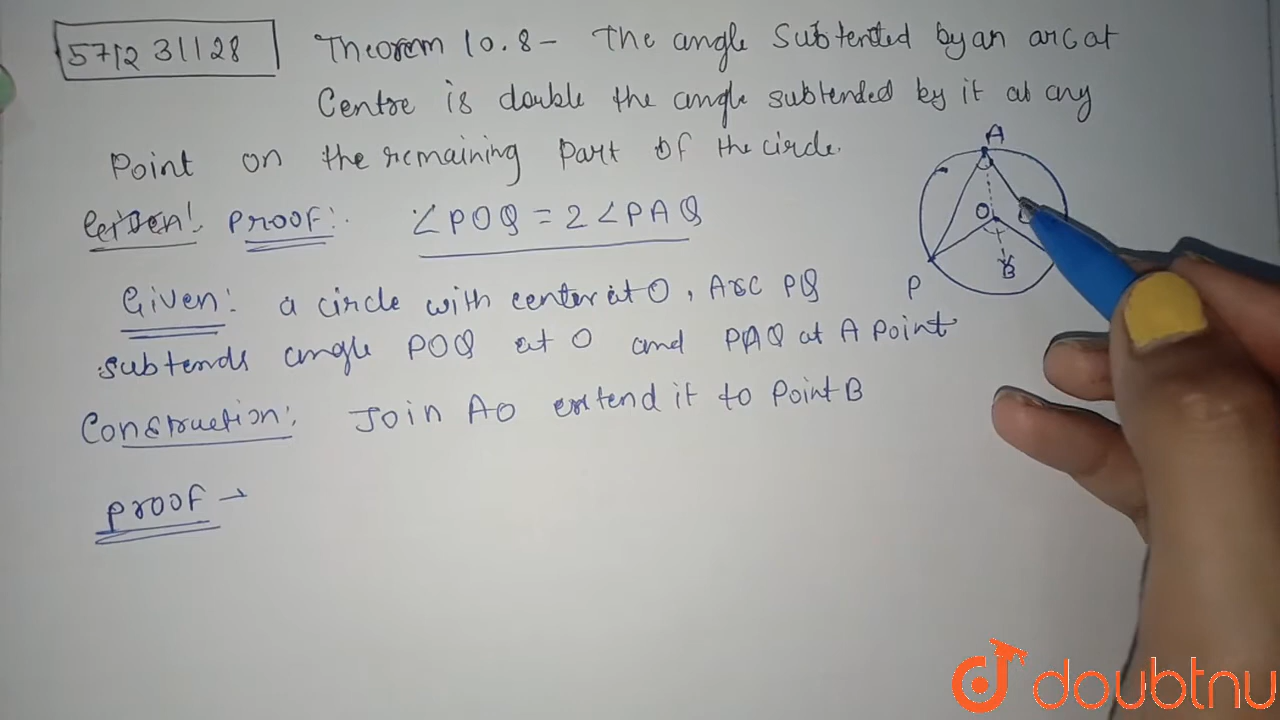 571231128 Theorem 10.8 - The angle Subtended by an arc at
Centre is double the angle subtended by it at any
Point on the remaining Part of the circle.
Proof:. ∠POQ = 2∠PAQ
Given: a circle with center at O, Arc PQ
subtends angle POQ at O and PAQ at A Point
Construction: Join AO extend it to Point B
Proof →
A
O
B
P
doubtnut